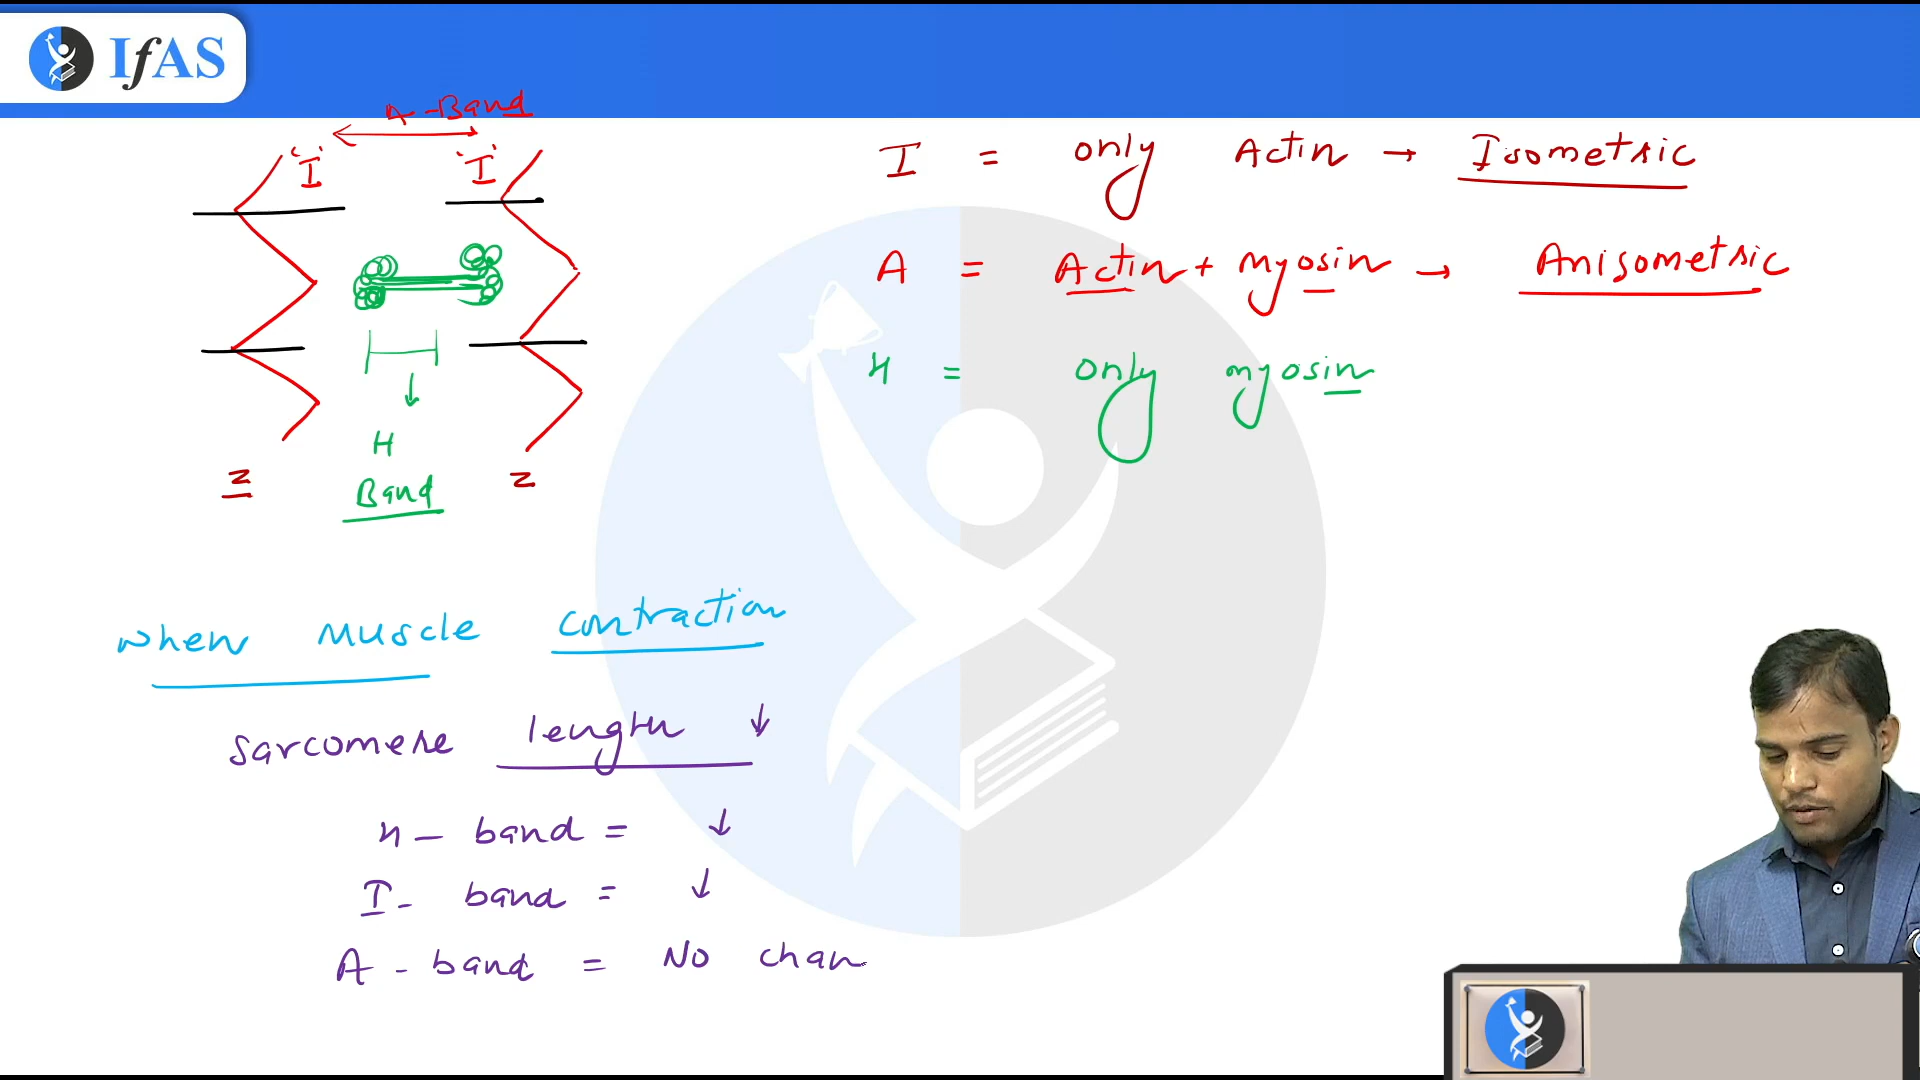 IfAS
A-Band
'I' 'I'
I = only Actin → Isometric
A = Actin + myosin → Anisometric
H = only myosin
H
Band
Z Z
when muscle contraction
sarcomere length ↓
H - band = ↓
I - band = ↓
A - band = No chan